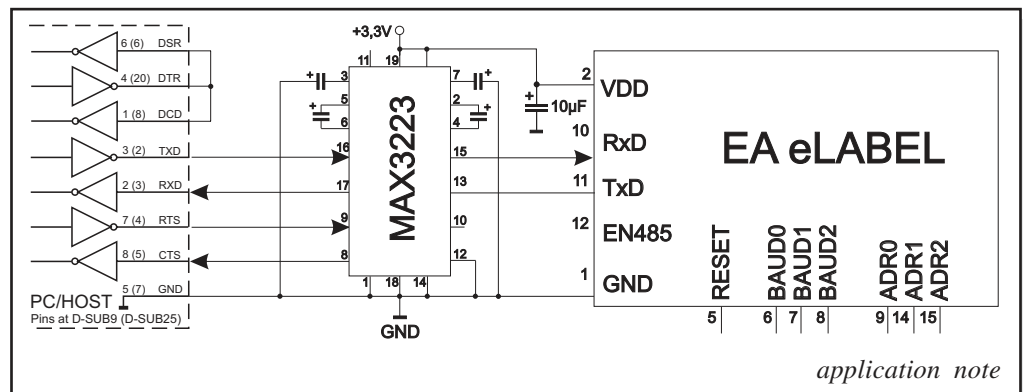 +3,3V
6 (6) DSR
4 (20) DTR
1 (8) DCD
3 (2) TXD
2 (3) RXD
7 (4) RTS
8 (5) CTS
5 (7) GND
PC/HOST
Pins at D-SUB9 (D-SUB25)
11
19
3
5
6
16
17
9
8
7
2
4
15
13
10
12
1
18
14
MAX3223
+
+
+
+
GND
+
10µF
EA eLABEL
2
VDD
10
RxD
11
TxD
12
EN485
1
GND
RESET
BAUD0
BAUD1
BAUD2
ADR0
ADR1
ADR2
5
6
7
8
9
14
15
application note